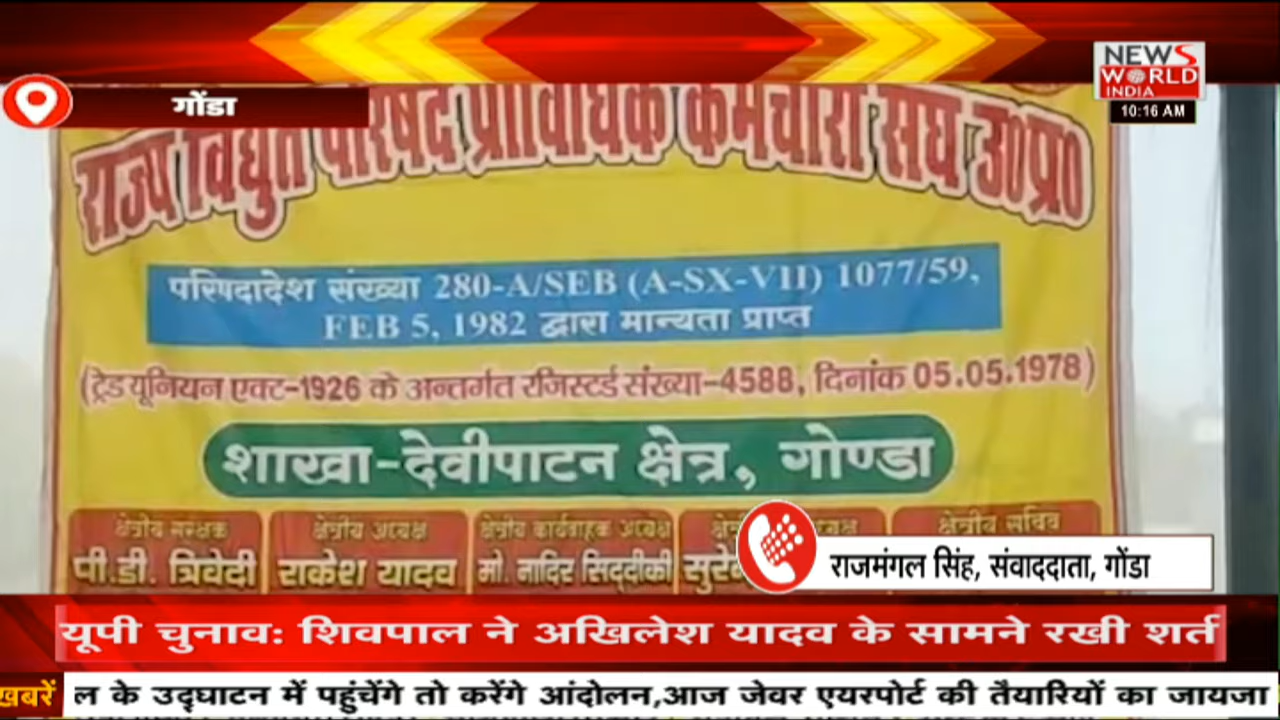 NEWS
WORLD
INDIA
10:16 AM
गोंडा
राज्य विद्युत परिषद प्राविधिक कर्मचारी संघ उ०प्र०
परिषदादेश संख्या 280-A/SEB (A-SX-VII) 1077/59,
FEB 5, 1982 द्वारा मान्यता प्राप्त
(ट्रेड यूनियन एक्ट-1926 के अन्तर्गत रजिस्टर्ड संख्या-4588, दिनांक 05.05.1978)
शाखा-देवीपाटन क्षेत्र, गोण्डा
क्षेत्रीय संरक्षक
पी.डी. त्रिवेदी
क्षेत्रीय अध्यक्ष
राकेश यादव
क्षेत्रीय कार्यवाहक अध्यक्ष
मो. नादिर सिद्दीकी
क्षेत्रीय सचिव
राजमंगल सिंह, संवाददाता, गोंडा
यूपी चुनाव: शिवपाल ने अखिलेश यादव के सामने रखी शर्त
खबरें ल के उद्घाटन में पहुंचेंगे तो करेंगे आंदोलन,आज जेवर एयरपोर्ट की तैयारियों का जायजा